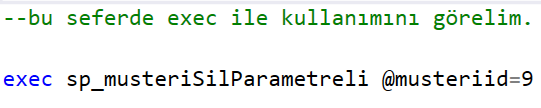 --bu seferde exec ile kullanımını görelim.
exec sp_musteriSilParametreli @musteriid=9